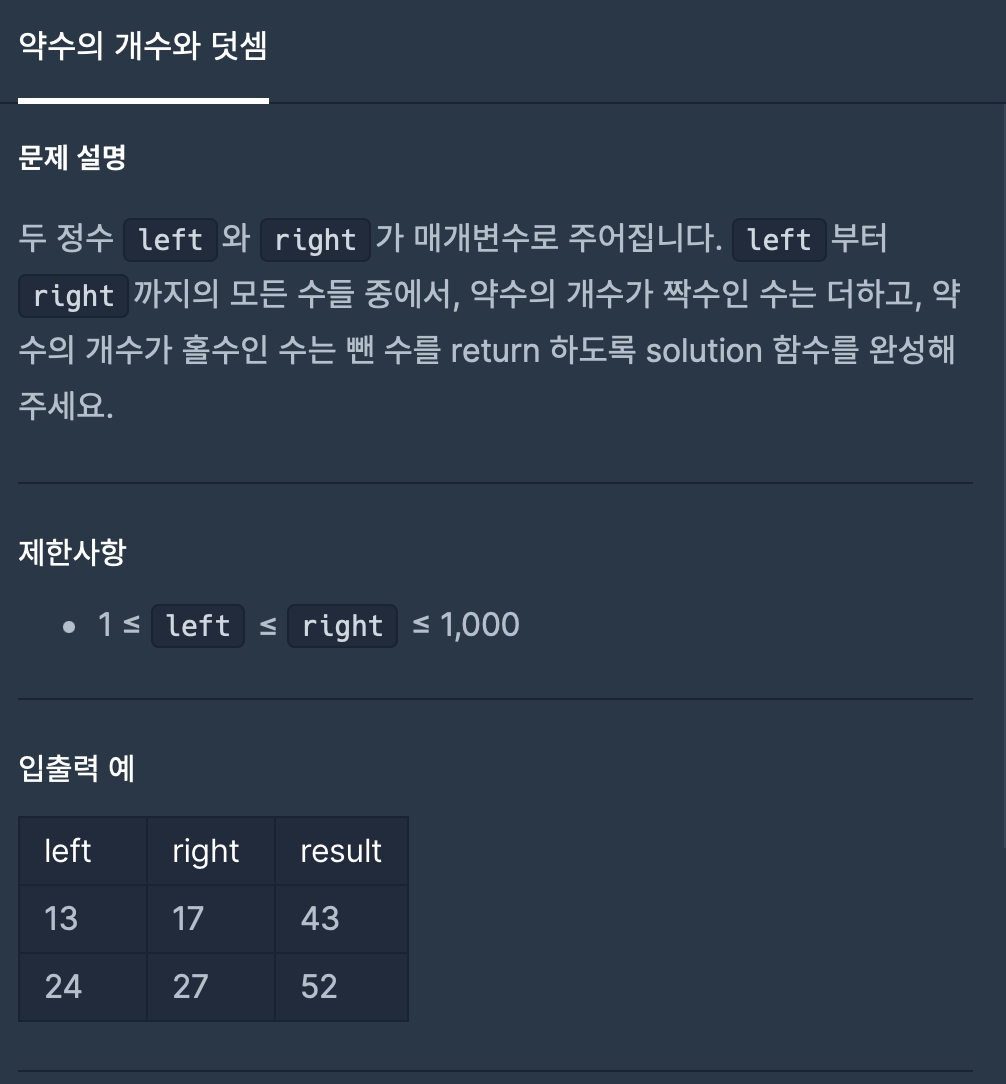 약수의 개수와 덧셈
문제 설명
두 정수 left와 right가 매개변수로 주어집니다. left부터
right까지의 모든 수들 중에서, 약수의 개수가 짝수인 수는 더하고, 약
수의 개수가 홀수인 수는 뺀 수를 return 하도록 solution 함수를 완성해
주세요.
제한사항
• 1 ≤ left ≤ right ≤ 1,000
입출력 예
left right result
13 17 43
24 27 52